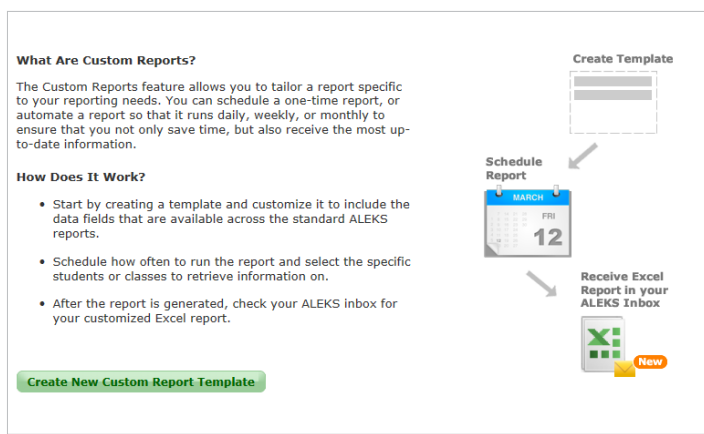 What Are Custom Reports?
The Custom Reports feature allows you to tailor a report specific
to your reporting needs. You can schedule a one-time report, or
automate a report so that it runs daily, weekly, or monthly to
ensure that you not only save time, but also receive the most up-
to-date information.
How Does It Work?
• Start by creating a template and customize it to include the
data fields that are available across the standard ALEKS
reports.
• Schedule how often to run the report and select the specific
students or classes to retrieve information on.
• After the report is generated, check your ALEKS inbox for
your customized Excel report.
Create New Custom Report Template
Create Template
Schedule
Report
MARCH
FRI
12
Receive Excel
Report in your
ALEKS Inbox
New